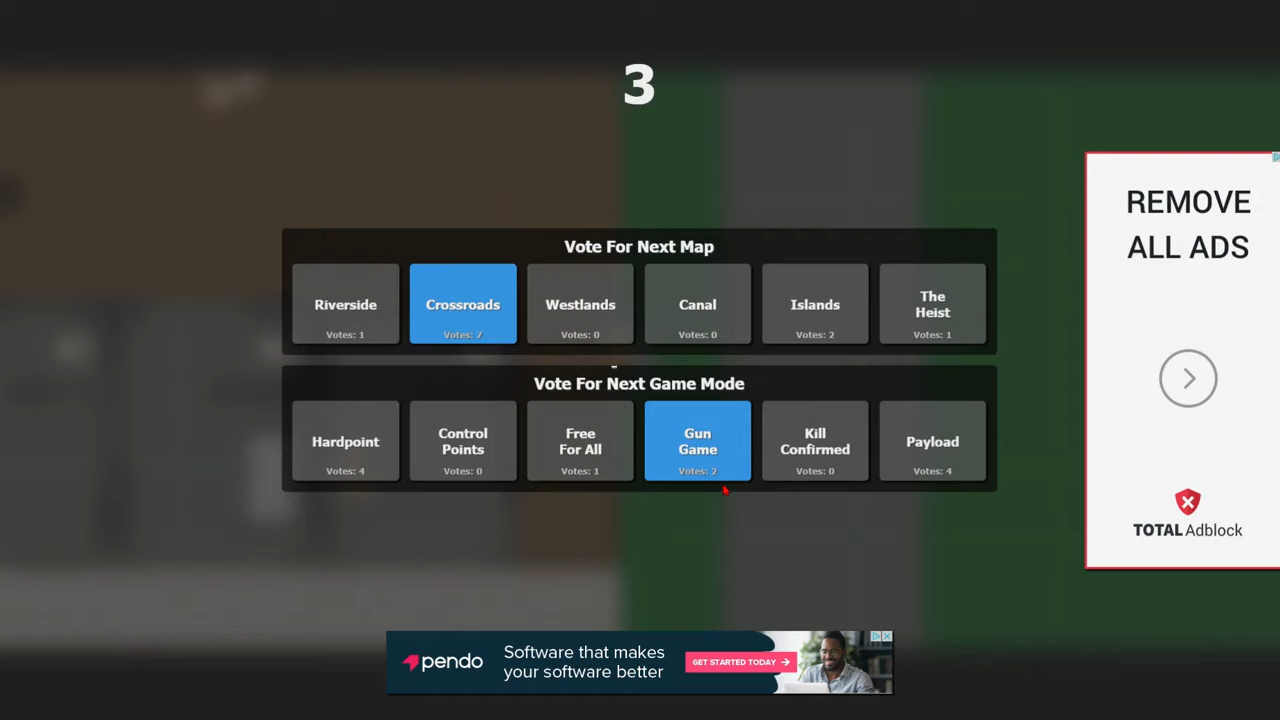 3
REMOVE
ALL ADS
Vote For Next Map
Riverside
Votes: 1
Crossroads
Votes: 7
Westlands
Votes: 0
Canal
Votes: 0
Islands
Votes: 2
The
Heist
Votes: 1
Vote For Next Game Mode
Hardpoint
Votes: 4
Control
Points
Votes: 0
Free
For All
Votes: 1
Gun
Game
Votes: 2
Kill
Confirmed
Votes: 0
Payload
Votes: 4
TOTAL Adblock
pendo
Software that makes
your software better
GET STARTED TODAY